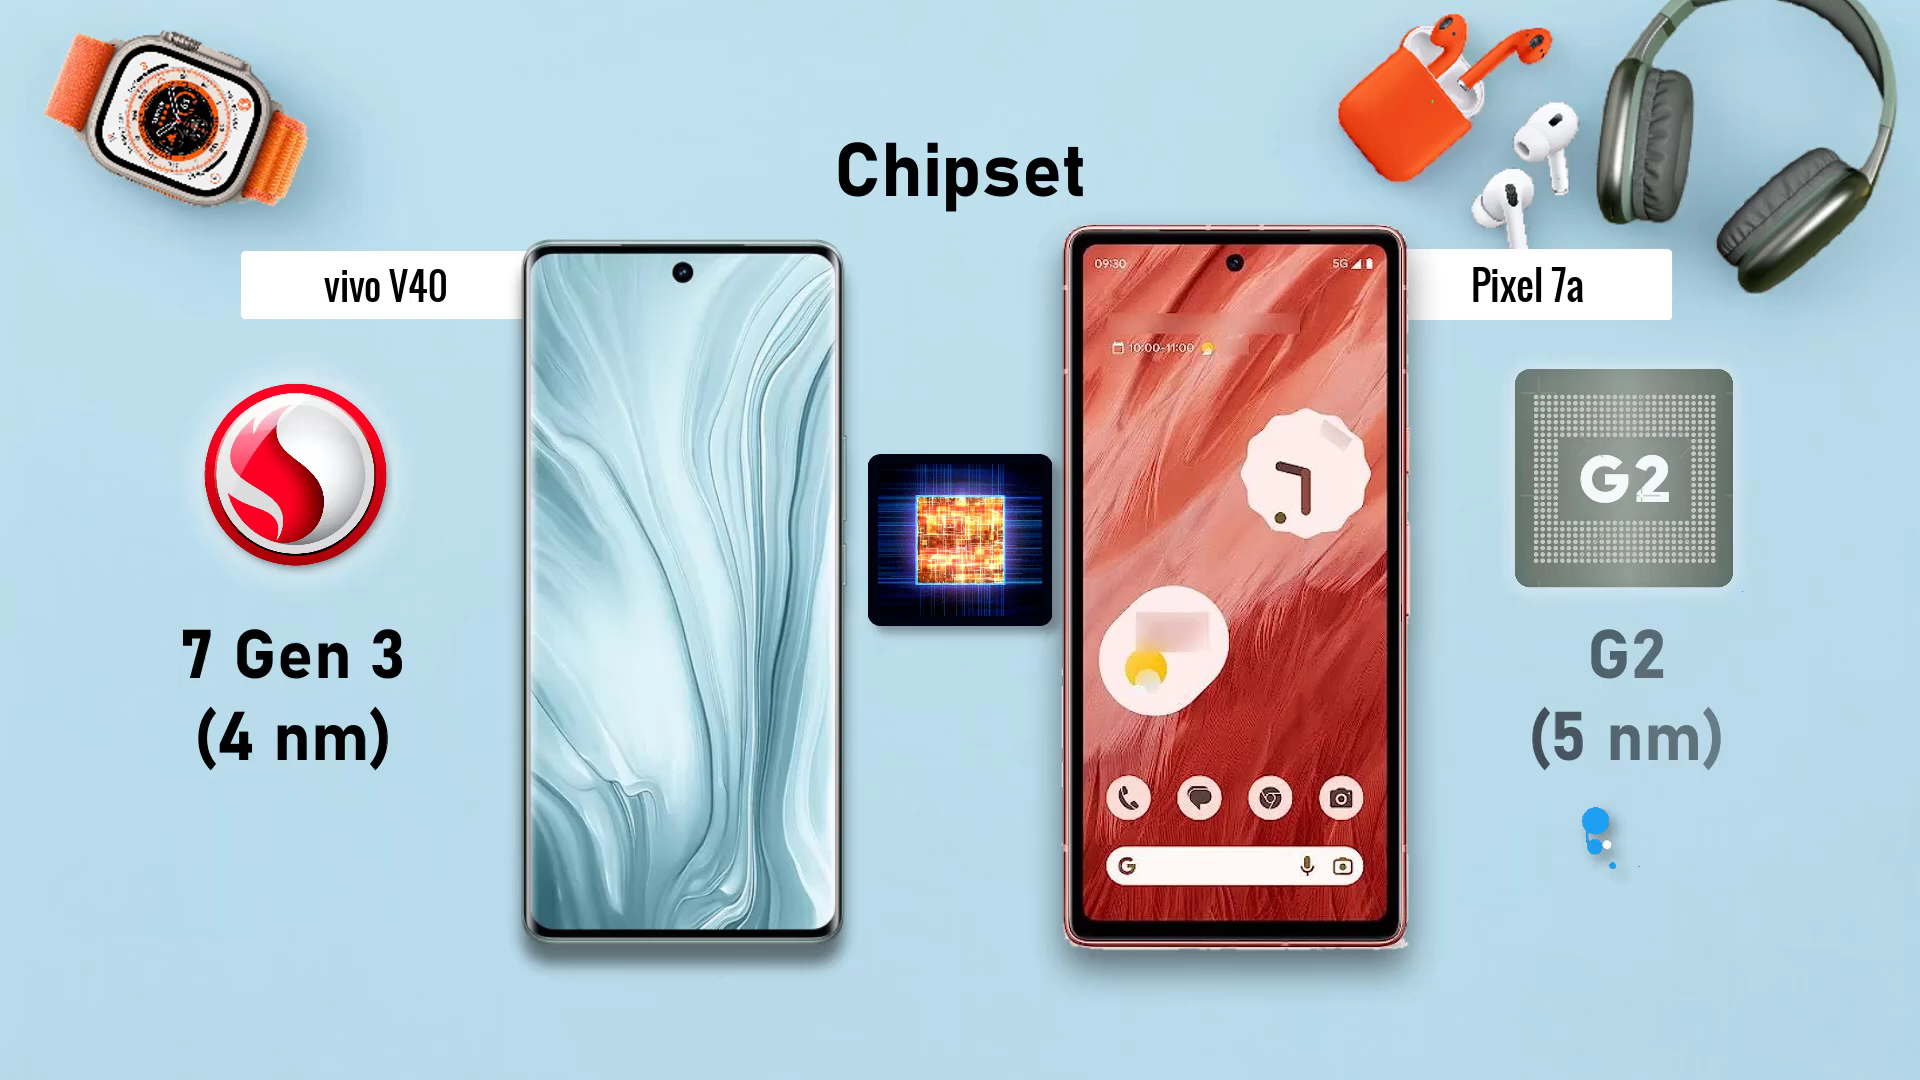 Chipset
vivo V40
Pixel 7a
09:30
5G
10:00-11:00
G2
7 Gen 3
(4 nm)
G2
(5 nm)